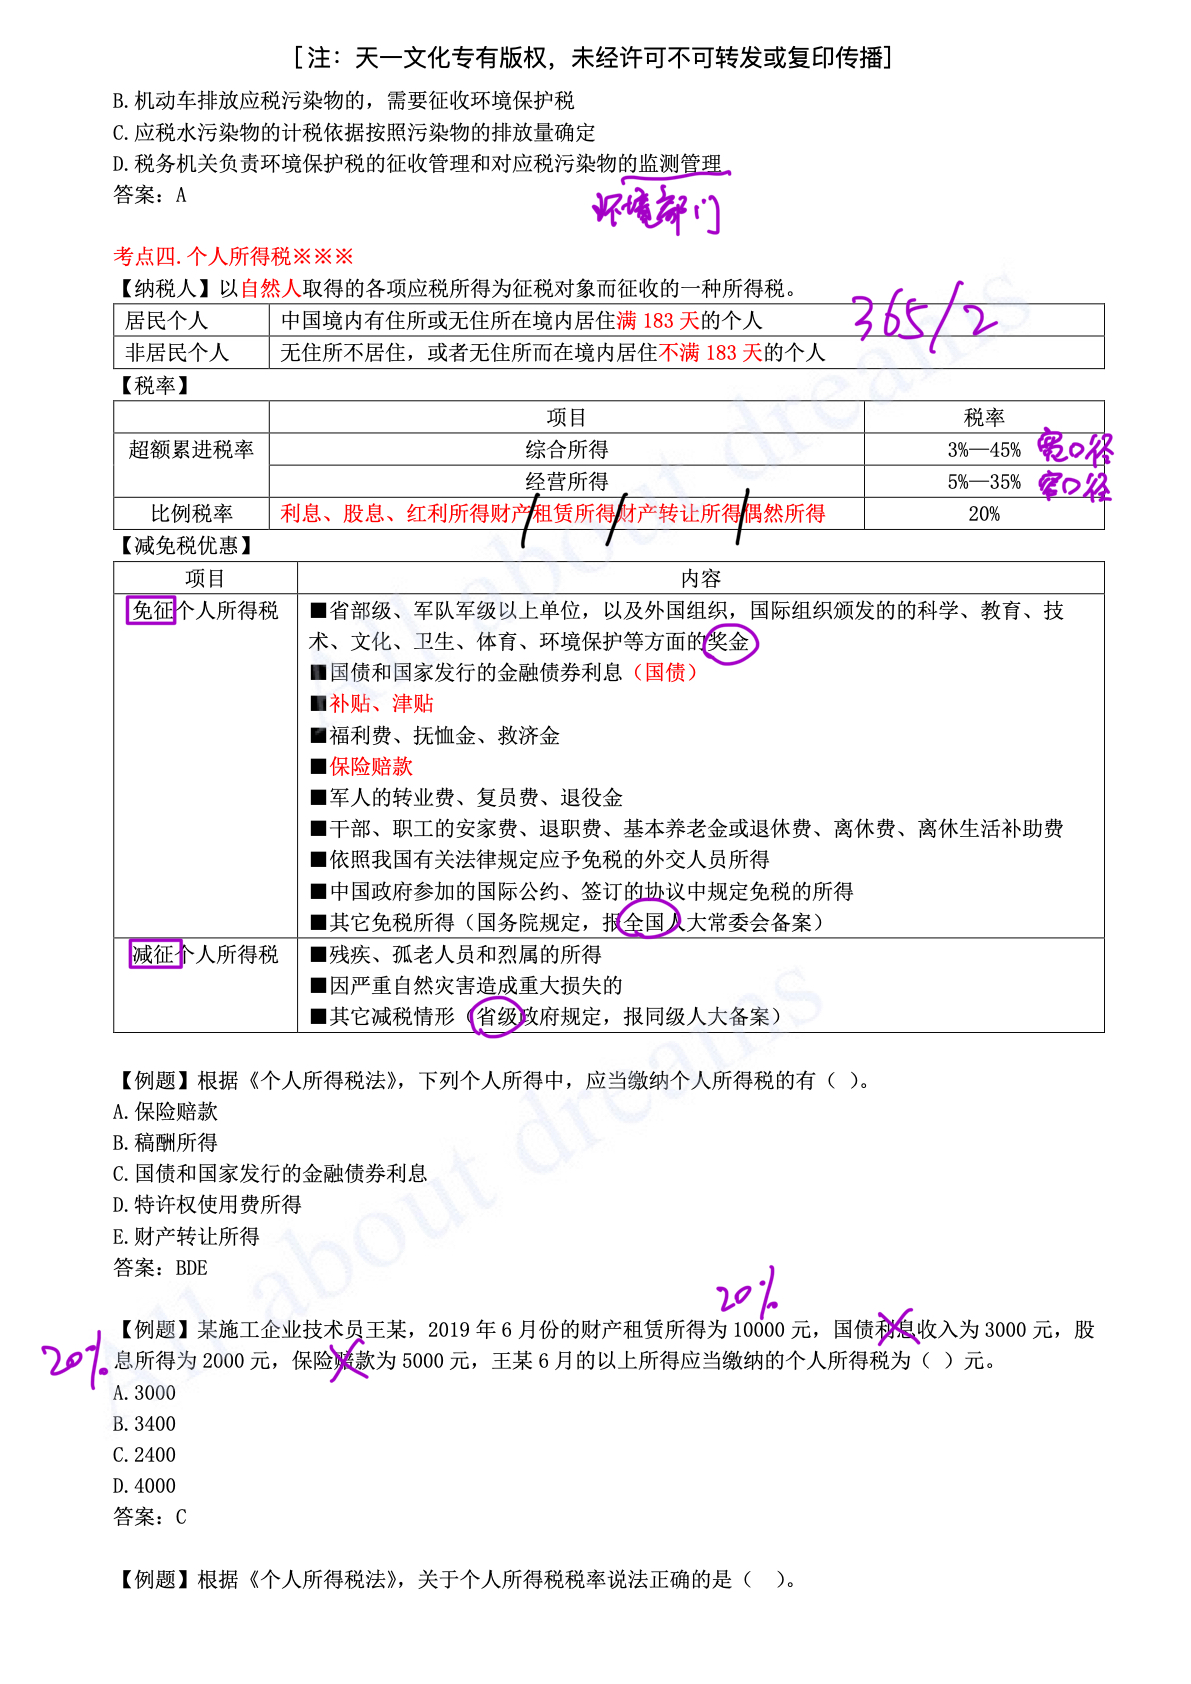 [注：天一文化专有版权，未经许可不可转发或复印传播]
B.机动车排放应税污染物的，需要征收环境保护税
C.应税水污染物的计税依据按照污染物的排放量确定
D.税务机关负责环境保护税的征收管理和对应税污染物的监测管理
答案：A
环境部门
考点四.个人所得税※※※
【纳税人】以自然人取得的各项应税所得为征税对象而征收的一种所得税。
居民个人 中国境内有住所或无住所在境内居住满 183 天的个人 365/2
非居民个人 无住所不居住，或者无住所而在境内居住不满 183 天的个人
【税率】
项目 税率
超额累进税率 综合所得 3%—45% 宽口径
经营所得 5%—35% 窄口径
比例税率 利息、股息、红利所得财产租赁所得财产转让所得偶然所得 20%
【减免税优惠】
项目 内容
免征个人所得税 ■省部级、军队军级以上单位，以及外国组织，国际组织颁发的的科学、教育、技
术、文化、卫生、体育、环境保护等方面的奖金
■国债和国家发行的金融债券利息（国债）
■补贴、津贴
■福利费、抚恤金、救济金
■保险赔款
■军人的转业费、复员费、退役金
■干部、职工的安家费、退职费、基本养老金或退休费、离休费、离休生活补助费
■依照我国有关法律规定应予免税的外交人员所得
■中国政府参加的国际公约、签订的协议中规定免税的所得
■其它免税所得（国务院规定，报全国人大常委会备案）
减征个人所得税 ■残疾、孤老人员和烈属的所得
■因严重自然灾害造成重大损失的
■其它减税情形（省级政府规定，报同级人大备案）
【例题】根据《个人所得税法》，下列个人所得中，应当缴纳个人所得税的有（ ）。
A.保险赔款
B.稿酬所得
C.国债和国家发行的金融债券利息
D.特许权使用费所得
E.财产转让所得
答案：BDE
20%
【例题】某施工企业技术员王某，2019 年 6 月份的财产租赁所得为 10000 元，国债利息收入为 3000 元，股
20% 息所得为 2000 元，保险赔款为 5000 元，王某 6 月的以上所得应当缴纳的个人所得税为（ ）元。
A.3000
B.3400
C.2400
D.4000
答案：C
【例题】根据《个人所得税法》，关于个人所得税税率说法正确的是（ ）。
All about dreams
All about dreams